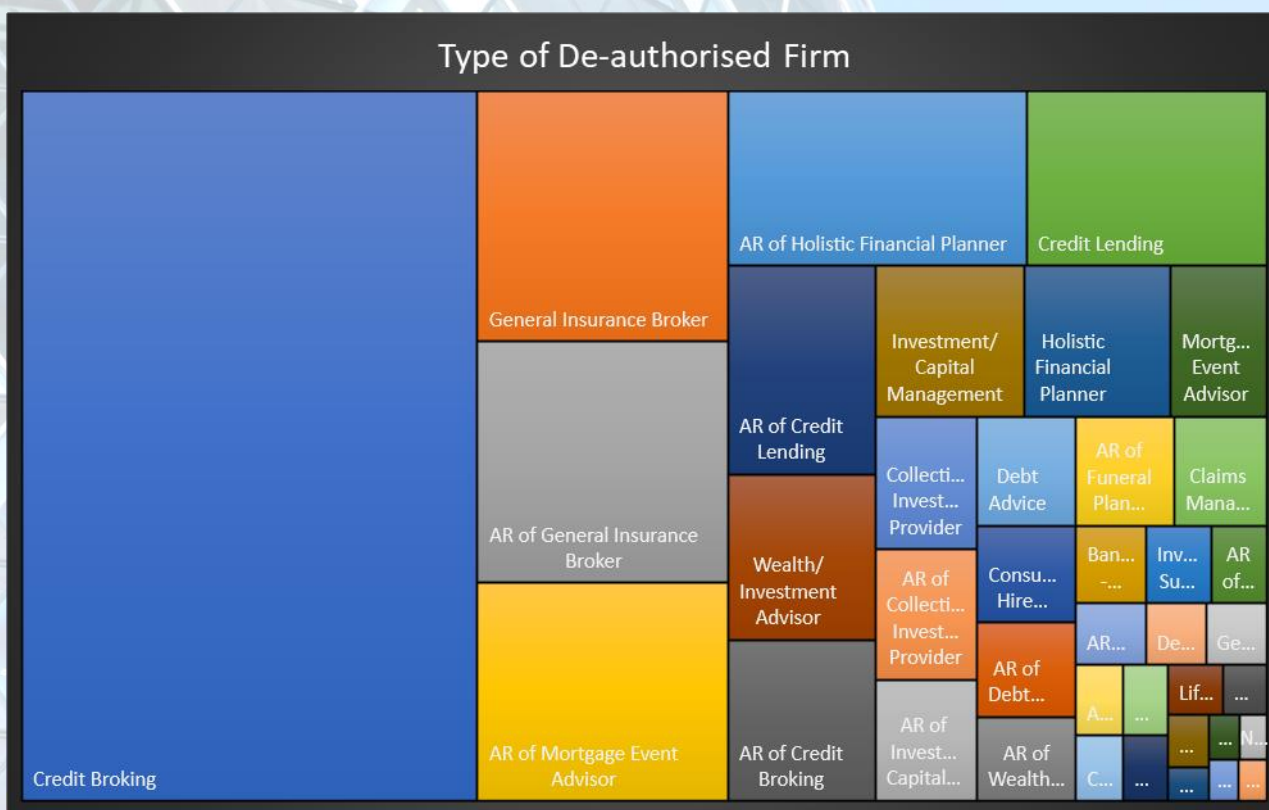 Type of De-authorised Firm
Credit Broking
General Insurance Broker
AR of General Insurance
Broker
AR of Mortgage Event
Advisor
AR of Holistic Financial Planner
Credit Lending
AR of Credit
Lending
Wealth/
Investment
Advisor
AR of Credit
Broking
Investment/
Capital
Management
Holistic
Financial
Planner
Mortg...
Event
Advisor
Collecti...
Invest...
Provider
AR of
Collecti...
Invest...
Provider
AR of
Invest...
Capital...
Debt
Advice
Consu...
Hire...
AR of
Debt...
AR of
Wealth...
AR of
Funeral
Plan...
Claims
Mana...
Ban...
-...
Inv...
Su...
AR
of...
AR...
De...
Ge...
A...
...
Lif...
...
C...
...
...
...
N...
...
...
...